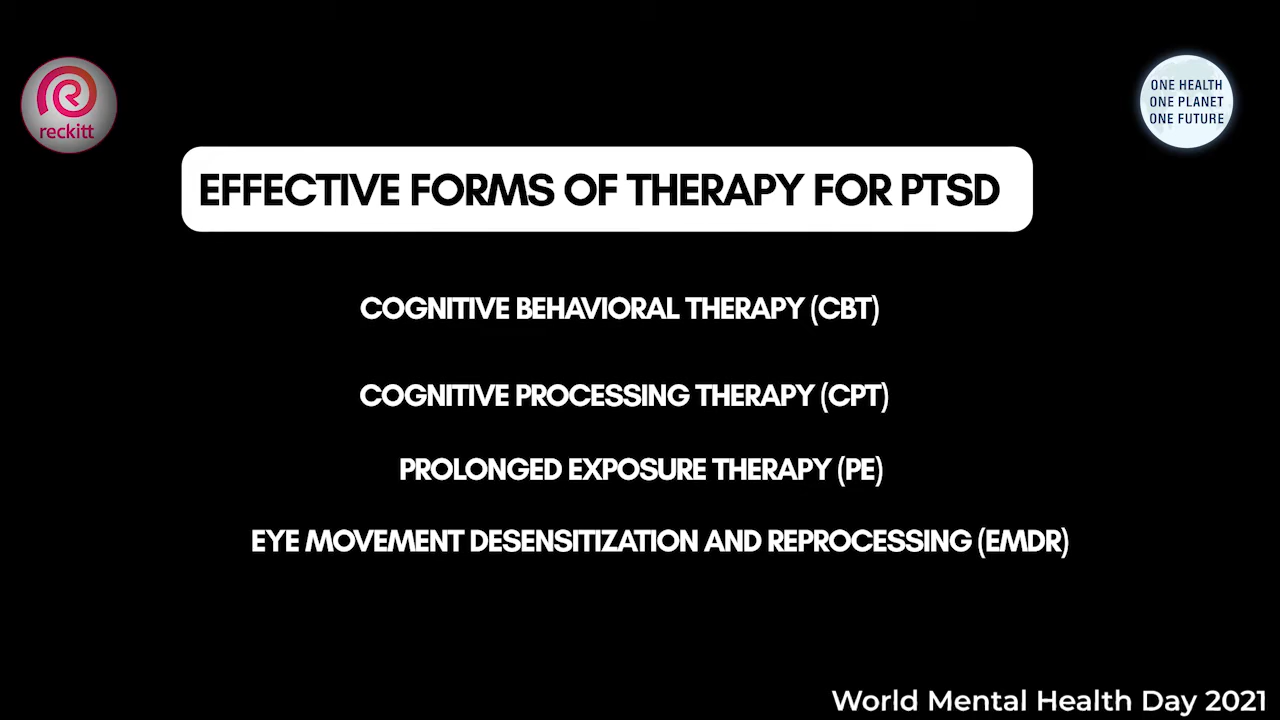 reckitt
ONE HEALTH
ONE PLANET
ONE FUTURE
EFFECTIVE FORMS OF THERAPY FOR PTSD
COGNITIVE BEHAVIORAL THERAPY (CBT)
COGNITIVE PROCESSING THERAPY (CPT)
PROLONGED EXPOSURE THERAPY (PE)
EYE MOVEMENT DESENSITIZATION AND REPROCESSING (EMDR)
World Mental Health Day 2021